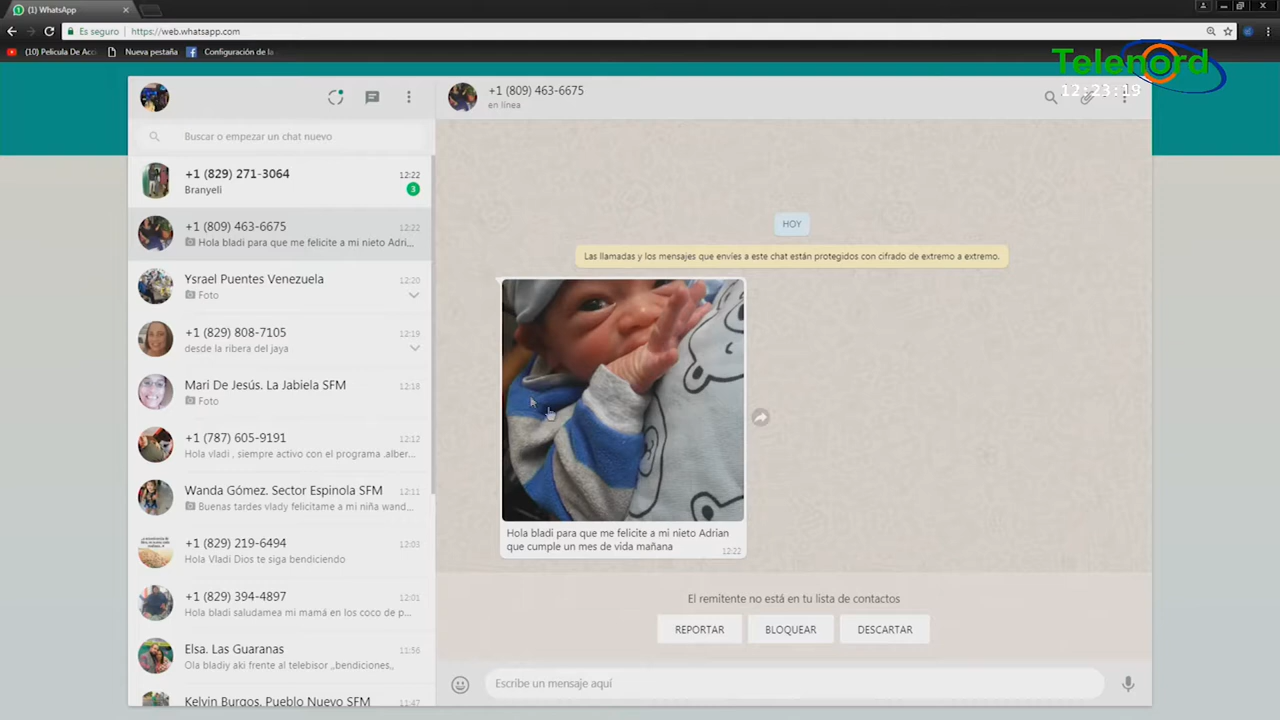 (1) WhatsApp
Es seguro
https://web.whatsapp.com
(10) Pelicula De Acci
Nueva pestaña
Configuración de la
Telenord
12:23:19
+1 (809) 463-6675
en línea
Buscar o empezar un chat nuevo
+1 (829) 271-3064
12:22
Branyeli
3
+1 (809) 463-6675
12:22
Hola bladi para que me felicite a mi nieto Adri...
Ysrael Puentes Venezuela
12:20
Foto
+1 (829) 808-7105
12:19
desde la ribera del jaya
Mari De Jesús. La Jabiela SFM
12:18
Foto
+1 (787) 605-9191
12:12
Hola vladi , siempre activo con el programa .alber...
Wanda Gómez. Sector Espinola SFM
12:11
Buenas tardes vlady felicitame a mi niña wand...
+1 (829) 219-6494
12:03
Hola Vladi Dios te siga bendiciendo
+1 (829) 394-4897
12:01
Hola bladi saludamea mi mamá en los coco de p...
Elsa. Las Guaranas
11:56
Ola bladiy aki frente al telebisor ,,bendiciones,,
Kelvin Burgos. Pueblo Nuevo SFM
11:47
HOY
Las llamadas y los mensajes que envíes a este chat están protegidos con cifrado de extremo a extremo.
Hola bladi para que me felicite a mi nieto Adrian
que cumple un mes de vida mañana
12:22
El remitente no está en tu lista de contactos
REPORTAR
BLOQUEAR
DESCARTAR
Escribe un mensaje aquí